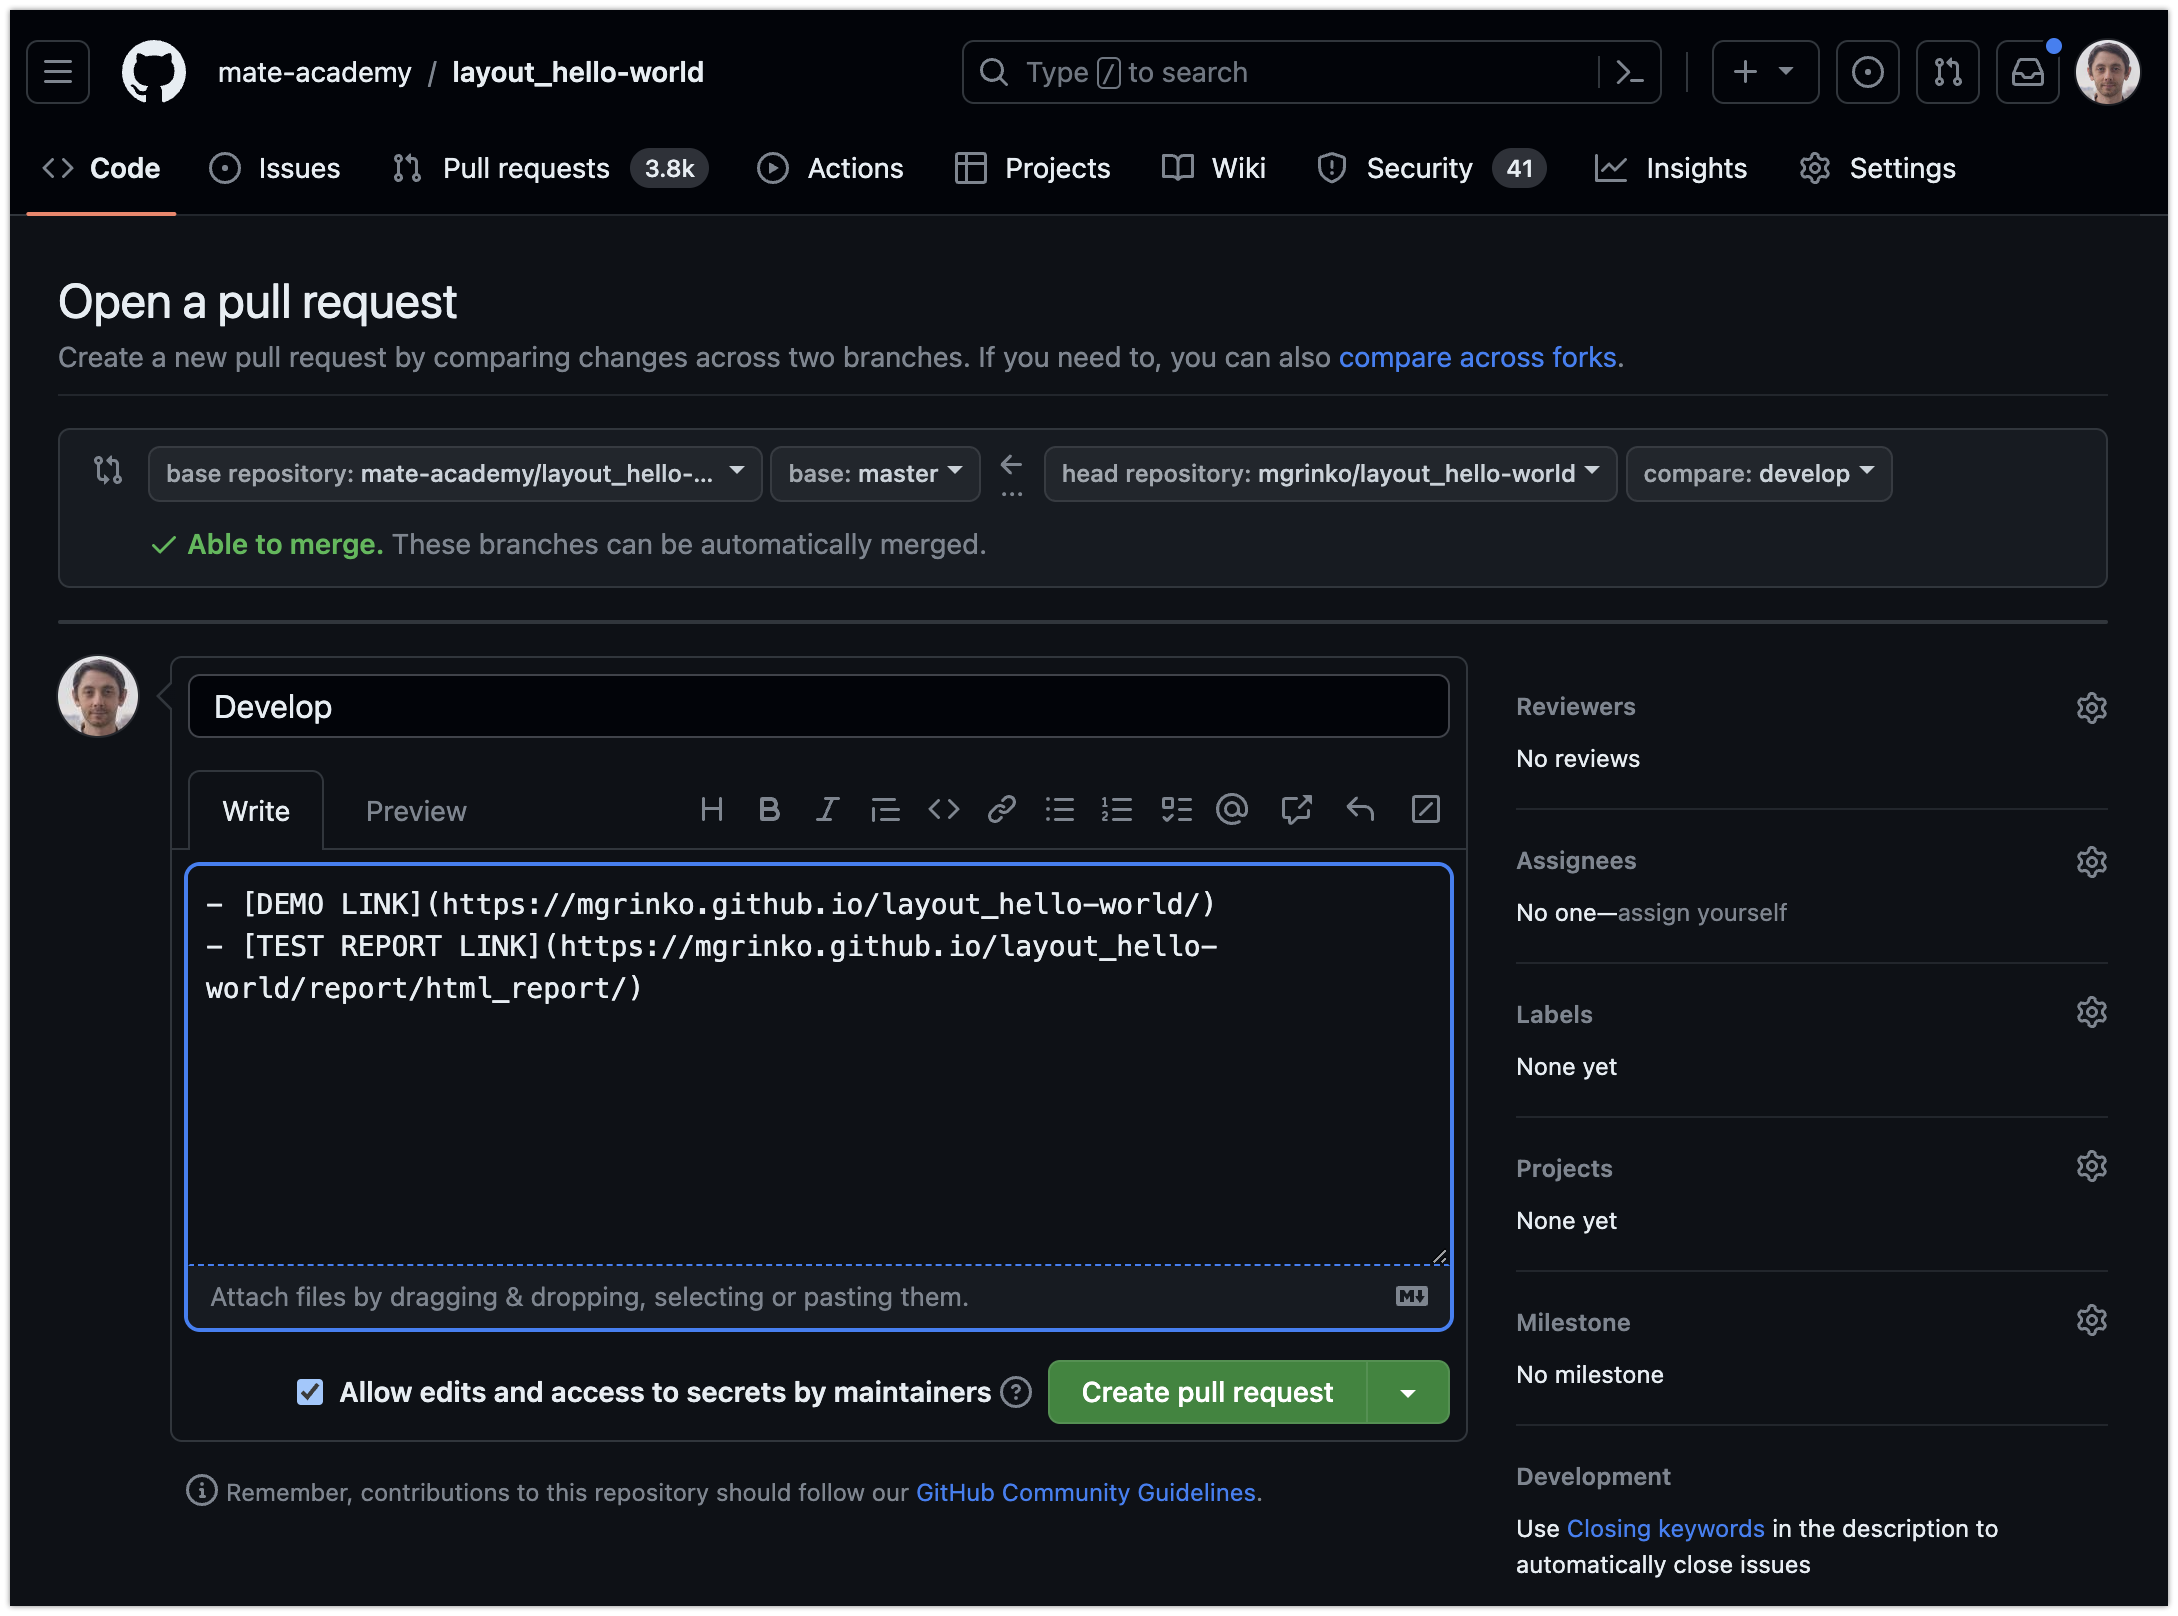 mate-academy / layout_hello-world
Type / to search
Code
Issues
Pull requests 3.8k
Actions
Projects
Wiki
Security 41
Insights
Settings
Open a pull request
Create a new pull request by comparing changes across two branches. If you need to, you can also compare across forks.
base repository: mate-academy/layout_hello-...
base: master
head repository: mgrinko/layout_hello-world
compare: develop
Able to merge. These branches can be automatically merged.
Develop
Write
Preview
- [DEMO LINK](https://mgrinko.github.io/layout_hello-world/)
- [TEST REPORT LINK](https://mgrinko.github.io/layout_hello-
world/report/html_report/)
Attach files by dragging & dropping, selecting or pasting them.
Allow edits and access to secrets by maintainers
Create pull request
Remember, contributions to this repository should follow our GitHub Community Guidelines.
Reviewers
No reviews
Assignees
No one—assign yourself
Labels
None yet
Projects
None yet
Milestone
No milestone
Development
Use Closing keywords in the description to
automatically close issues